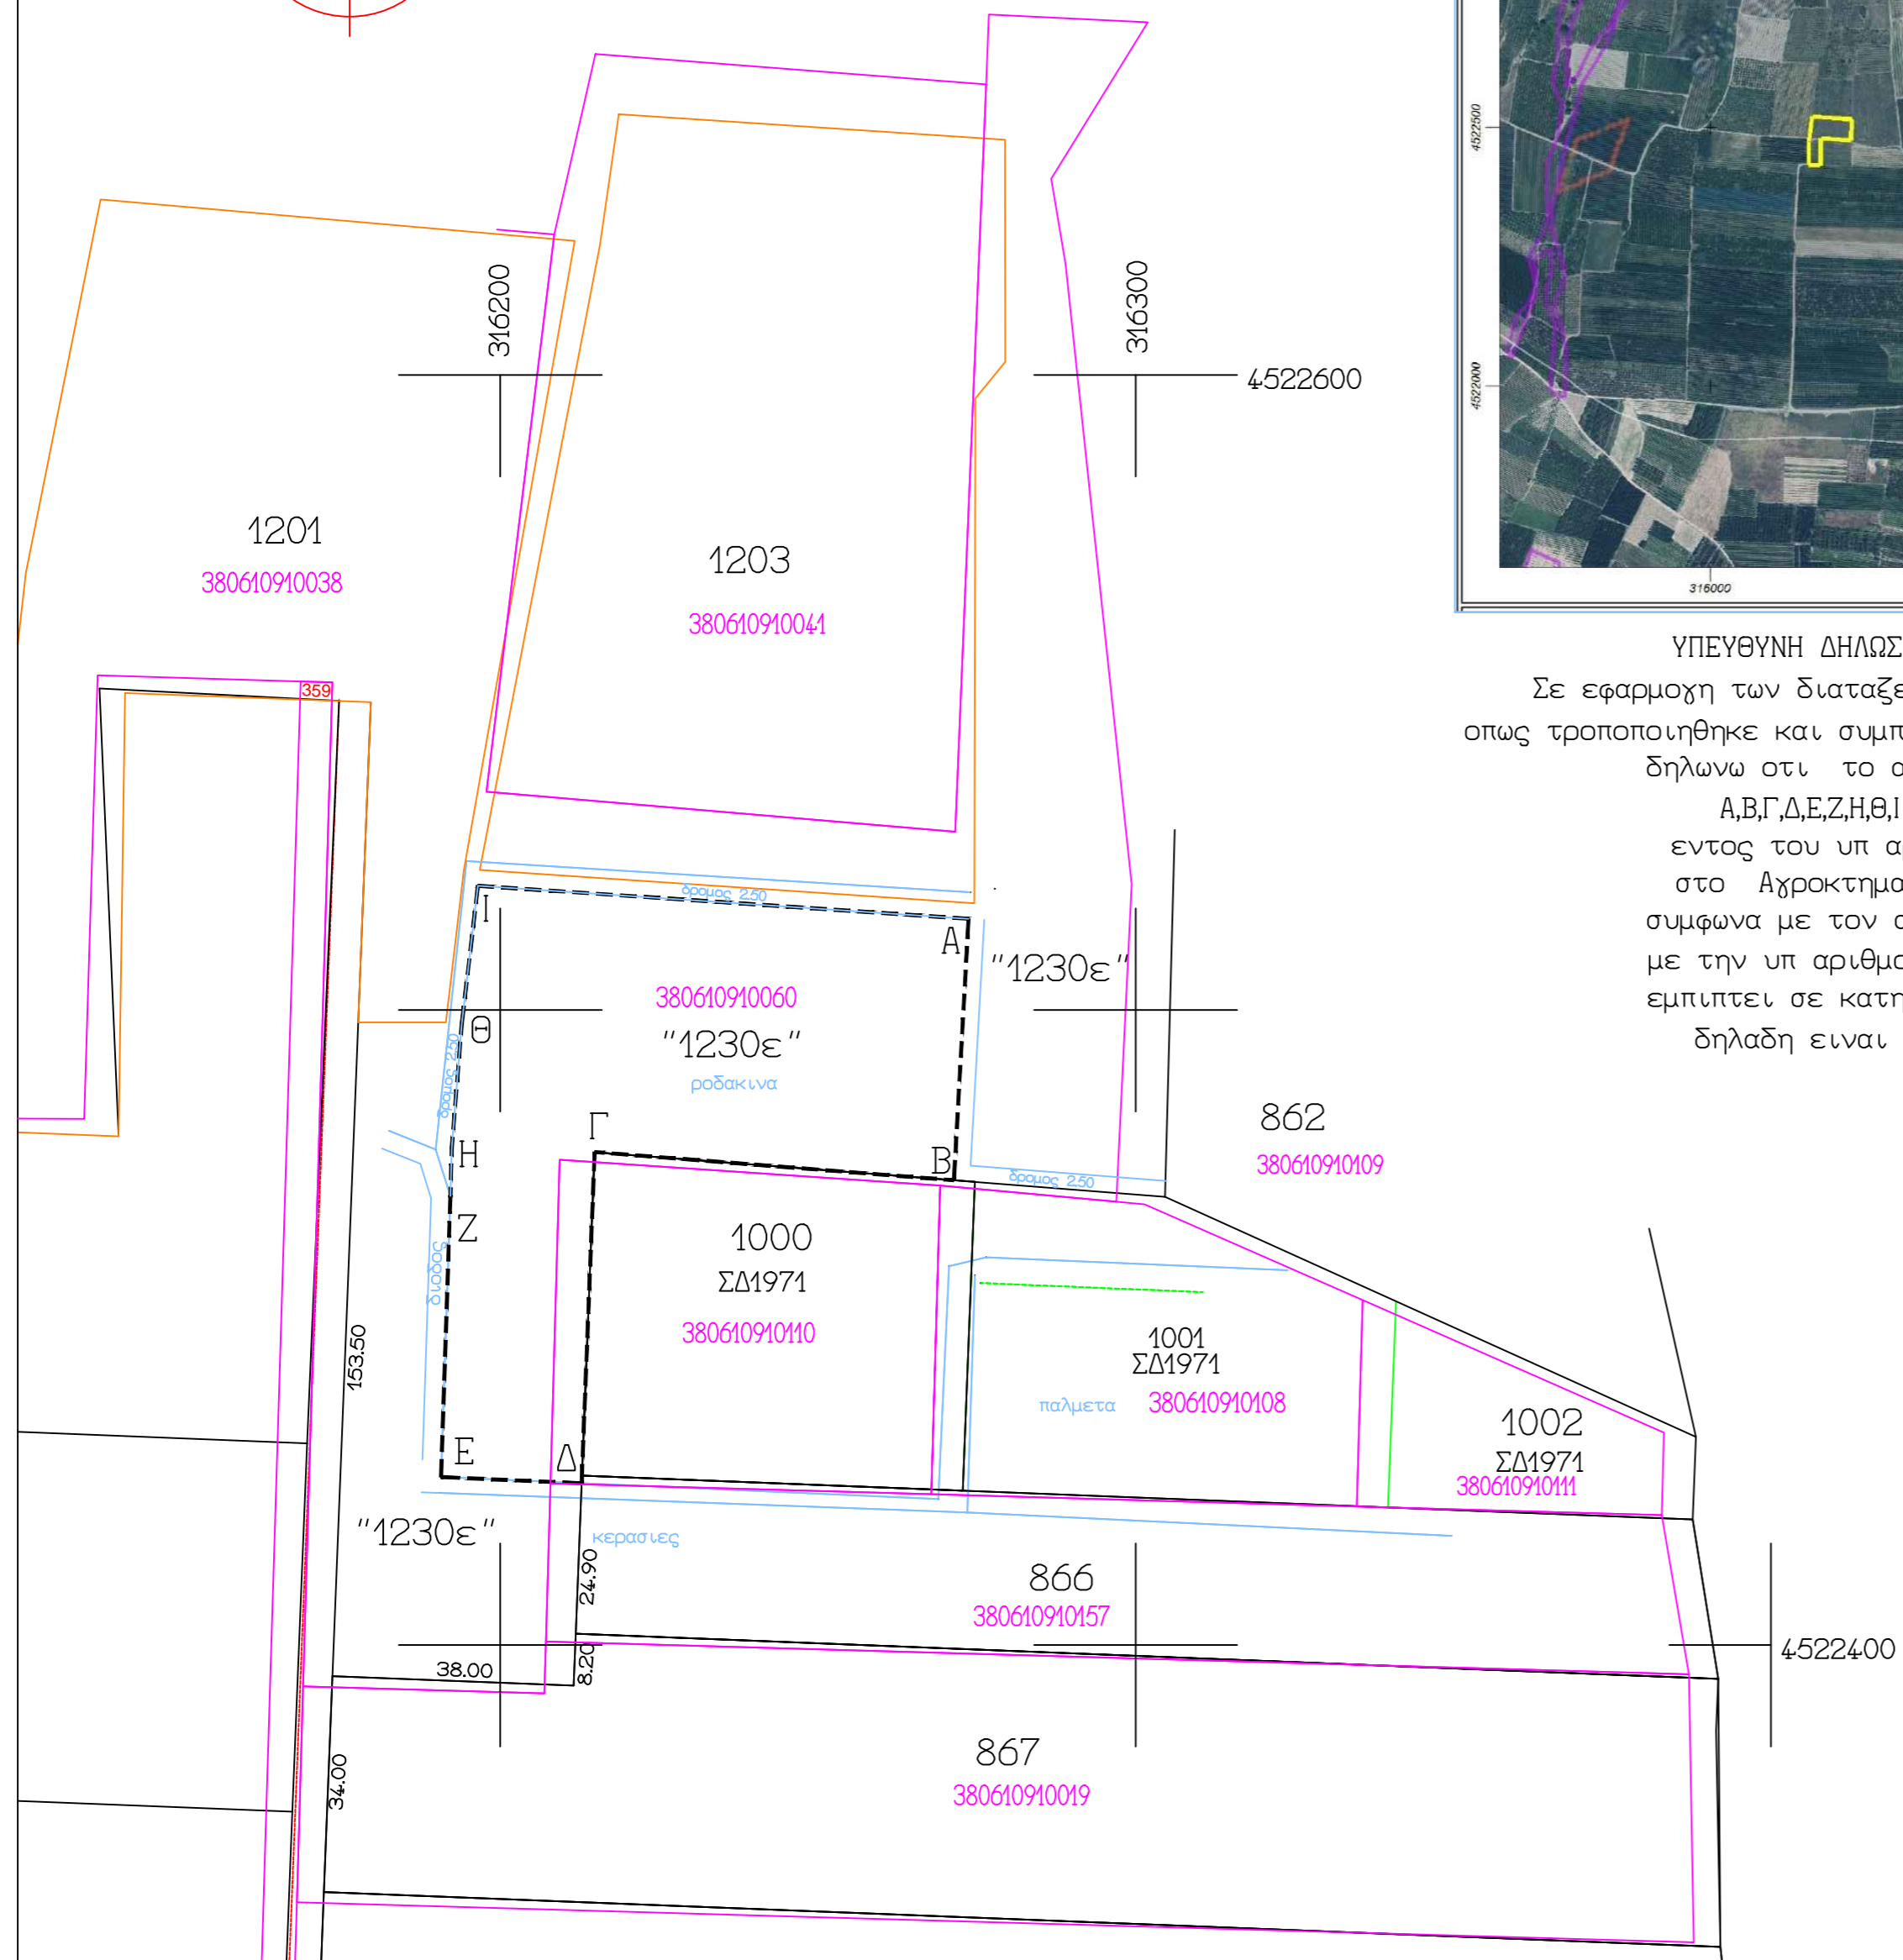 4522500
4522000
316000
316200
316300
4522600
1201
380610910038
1203
380610910041
359
ΥΠΕΥΘΥΝΗ ΔΗΛΩΣ
Σε εφαρμογη των διαταξε
οπως τροποποιηθηκε και συμπ
δηλωνω οτι το α
Α,Β,Γ,Δ,Ε,Ζ,Η,Θ,Ι
εντος του υπ α
στο Αγροκτημα
συμφωνα με τον α
με την υπ αριθμο
εμπιπτει σε κατη
δηλαδη ειναι
δρομος 2.50
Ι
Α
"1230ε"
380610910060
"1230ε"
ροδακινα
Θ
δρομος 2.50
Γ
Η
Β
δρομος 2.50
862
380610910109
Ζ
διοδος
1000
ΣΔ1971
380610910110
1001
ΣΔ1971
παλμετα
380610910108
1002
ΣΔ1971
380610910111
153.50
Ε
Δ
"1230ε"
κερασιες
24.90
866
380610910157
4522400
38.00
8.20
867
380610910019
34.00